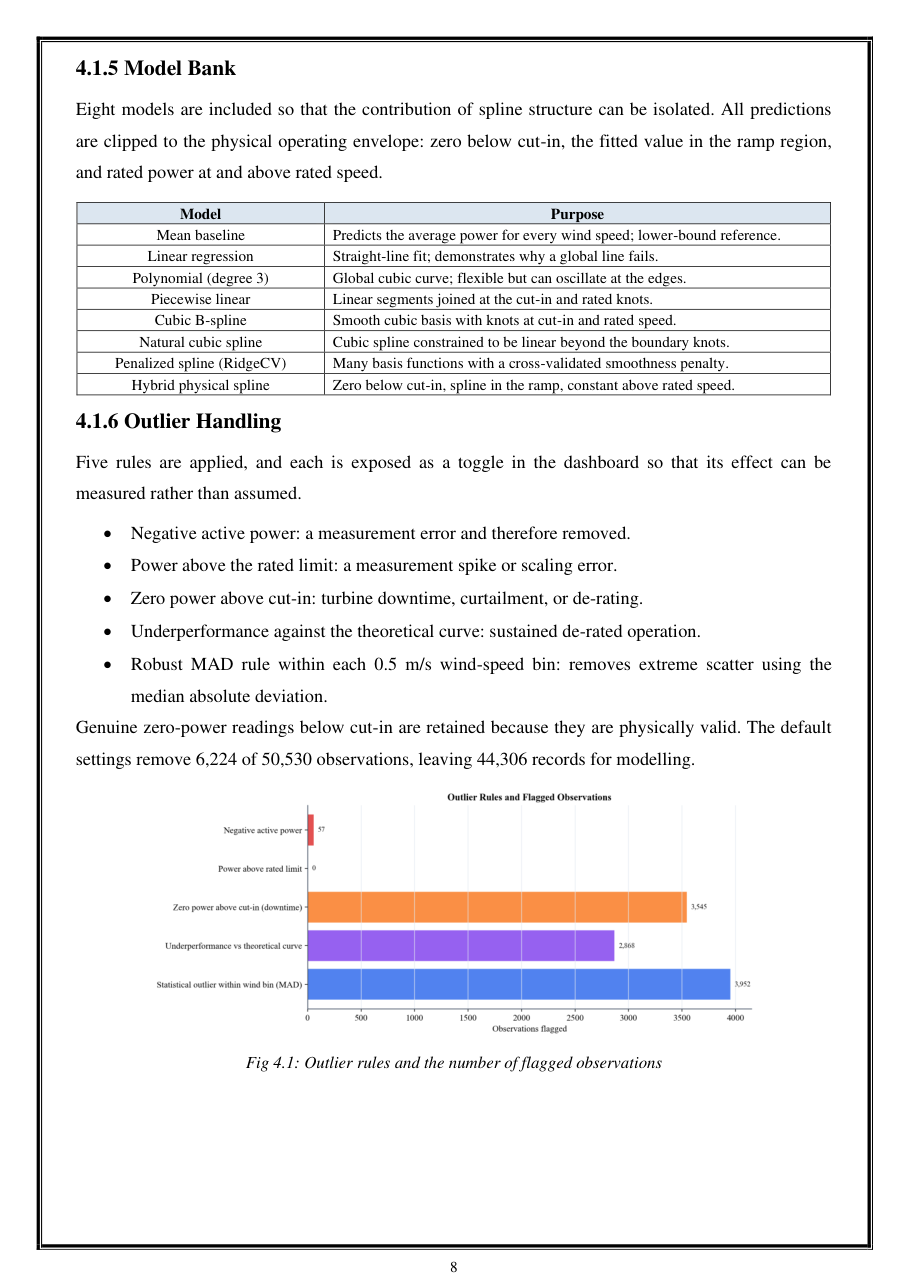 4.1.5 Model Bank
Eight models are included so that the contribution of spline structure can be isolated. All predictions
are clipped to the physical operating envelope: zero below cut-in, the fitted value in the ramp region,
and rated power at and above rated speed.
Model Purpose
Mean baseline Predicts the average power for every wind speed; lower-bound reference.
Linear regression Straight-line fit; demonstrates why a global line fails.
Polynomial (degree 3) Global cubic curve; flexible but can oscillate at the edges.
Piecewise linear Linear segments joined at the cut-in and rated knots.
Cubic B-spline Smooth cubic basis with knots at cut-in and rated speed.
Natural cubic spline Cubic spline constrained to be linear beyond the boundary knots.
Penalized spline (RidgeCV) Many basis functions with a cross-validated smoothness penalty.
Hybrid physical spline Zero below cut-in, spline in the ramp, constant above rated speed.
4.1.6 Outlier Handling
Five rules are applied, and each is exposed as a toggle in the dashboard so that its effect can be
measured rather than assumed.
• Negative active power: a measurement error and therefore removed.
• Power above the rated limit: a measurement spike or scaling error.
• Zero power above cut-in: turbine downtime, curtailment, or de-rating.
• Underperformance against the theoretical curve: sustained de-rated operation.
• Robust MAD rule within each 0.5 m/s wind-speed bin: removes extreme scatter using the
median absolute deviation.
Genuine zero-power readings below cut-in are retained because they are physically valid. The default
settings remove 6,224 of 50,530 observations, leaving 44,306 records for modelling.
Outlier Rules and Flagged Observations
Negative active power 57
Power above rated limit 0
Zero power above cut-in (downtime) 3,545
Underperformance vs theoretical curve 2,868
Statistical outlier within wind bin (MAD) 3,952
0 500 1000 1500 2000 2500 3000 3500 4000
Observations flagged
Fig 4.1: Outlier rules and the number of flagged observations
8